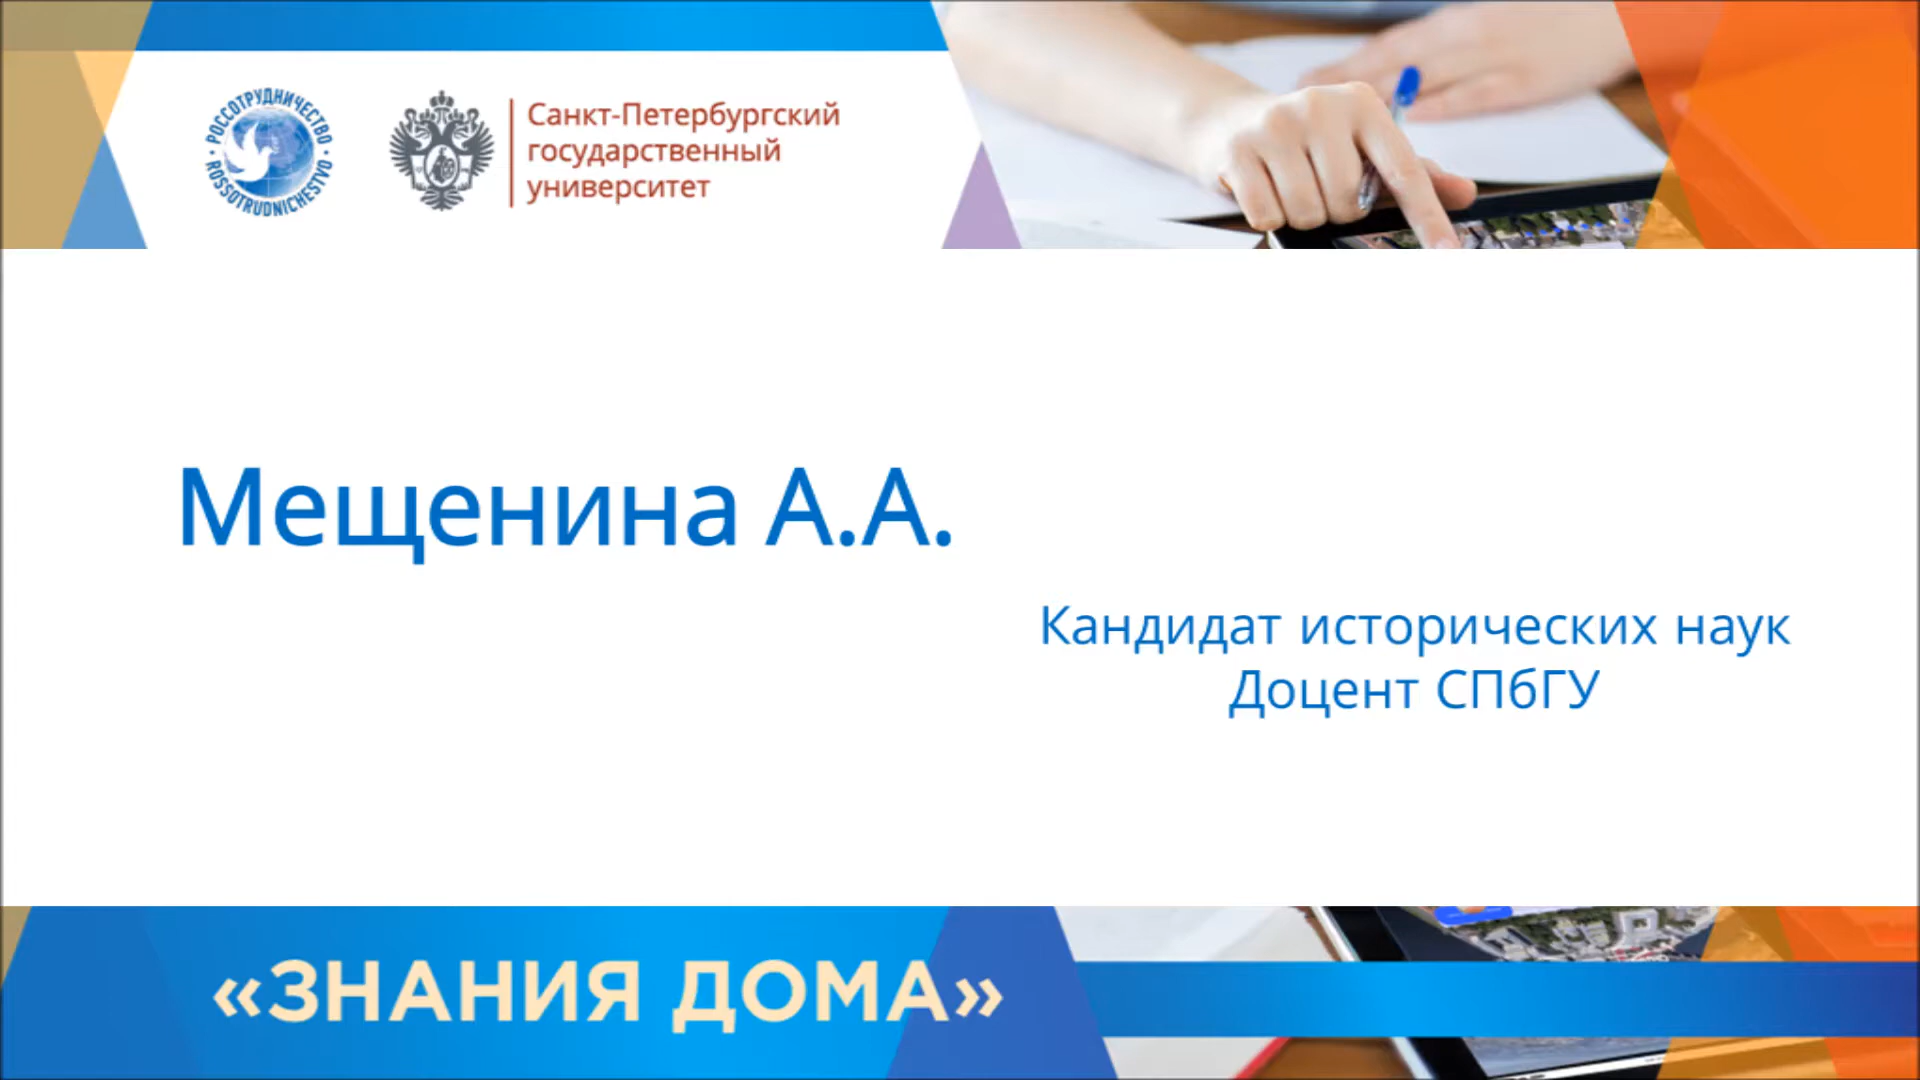 РОССОТРУДНИЧЕСТВО
ROSSOTRUDNICHESTVO
Санкт-Петербургский
государственный
университет
Мещенина А.А.
Кандидат исторических наук
Доцент СПбГУ
«ЗНАНИЯ ДОМА»